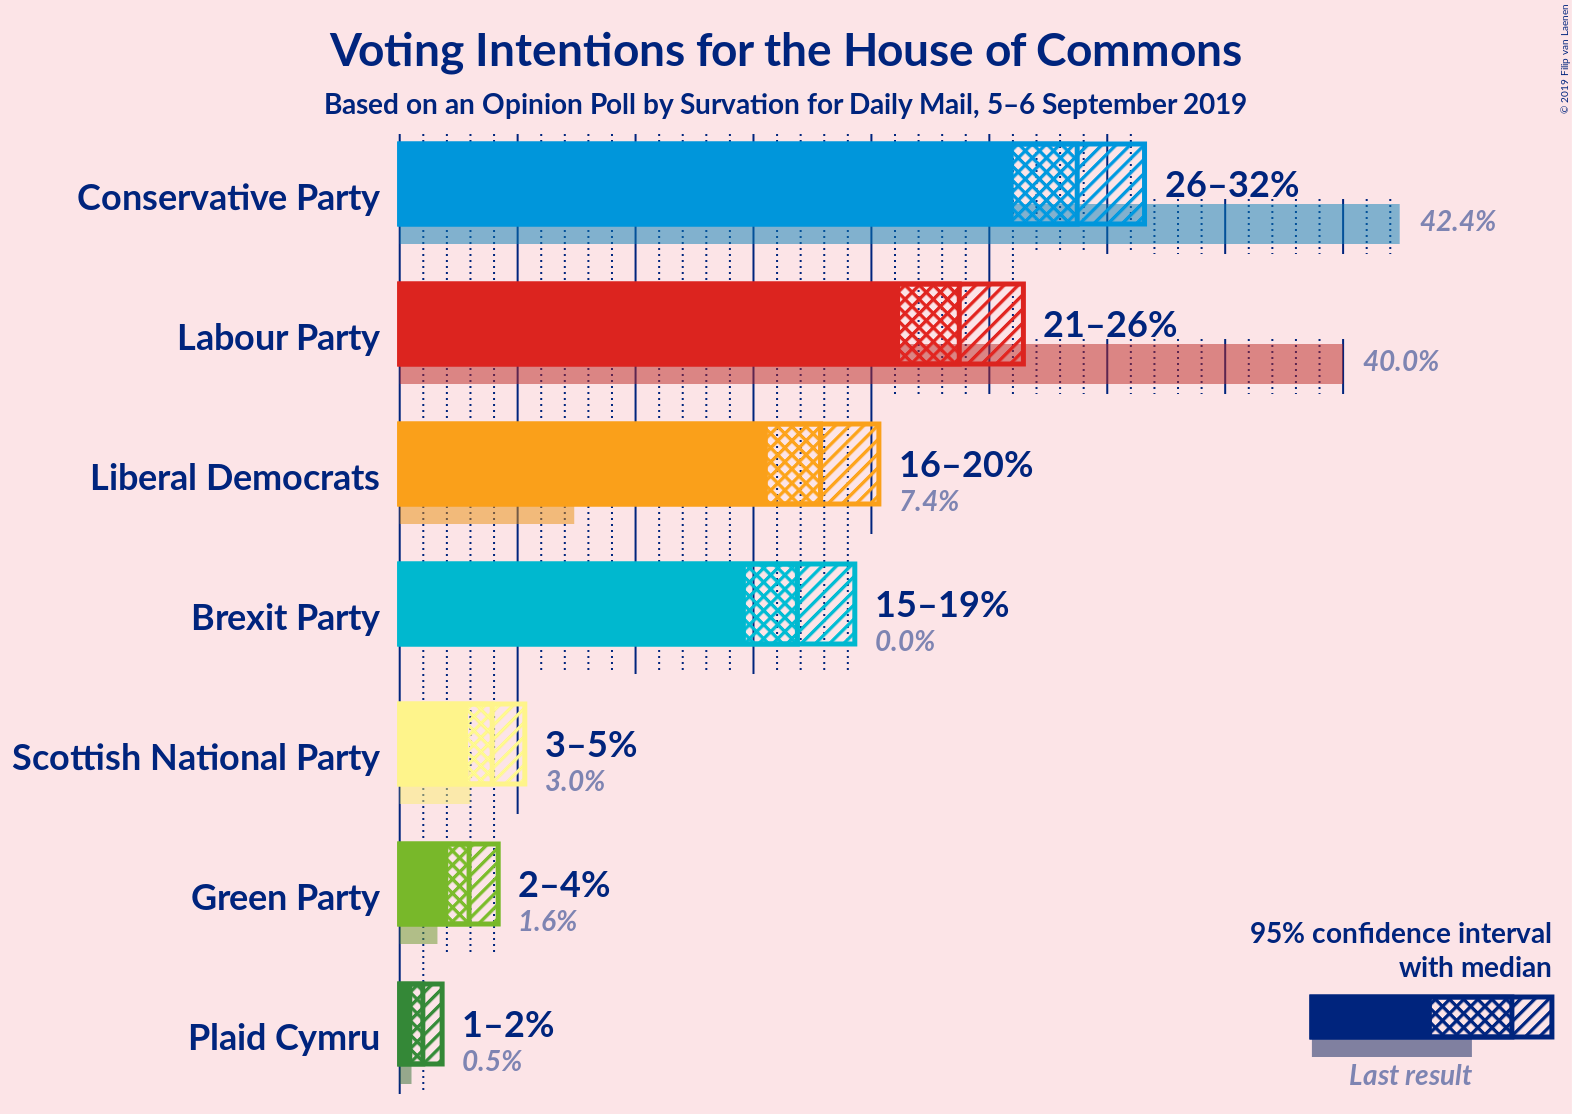 Voting Intentions for the House of Commons
Based on an Opinion Poll by Survation for Daily Mail, 5–6 September 2019
© 2019 Filip van Laenen
Conservative Party
26–32%
42.4%
Labour Party
21–26%
40.0%
Liberal Democrats
16–20%
7.4%
Brexit Party
15–19%
0.0%
Scottish National Party
3–5%
3.0%
Green Party
2–4%
1.6%
Plaid Cymru
1–2%
0.5%
95% confidence interval
with median
Last result